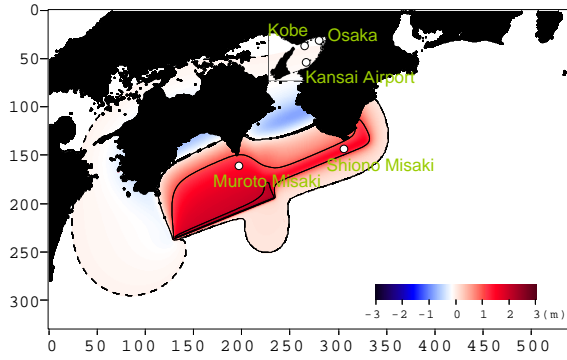 0
50
100
150
200
250
300
Kobe
Osaka
Kansai Airport
Shiono Misaki
Muroto Misaki
-3 -2 -1 0 1 2 3(m)
0 50 100 150 200 250 300 350 400 450 500